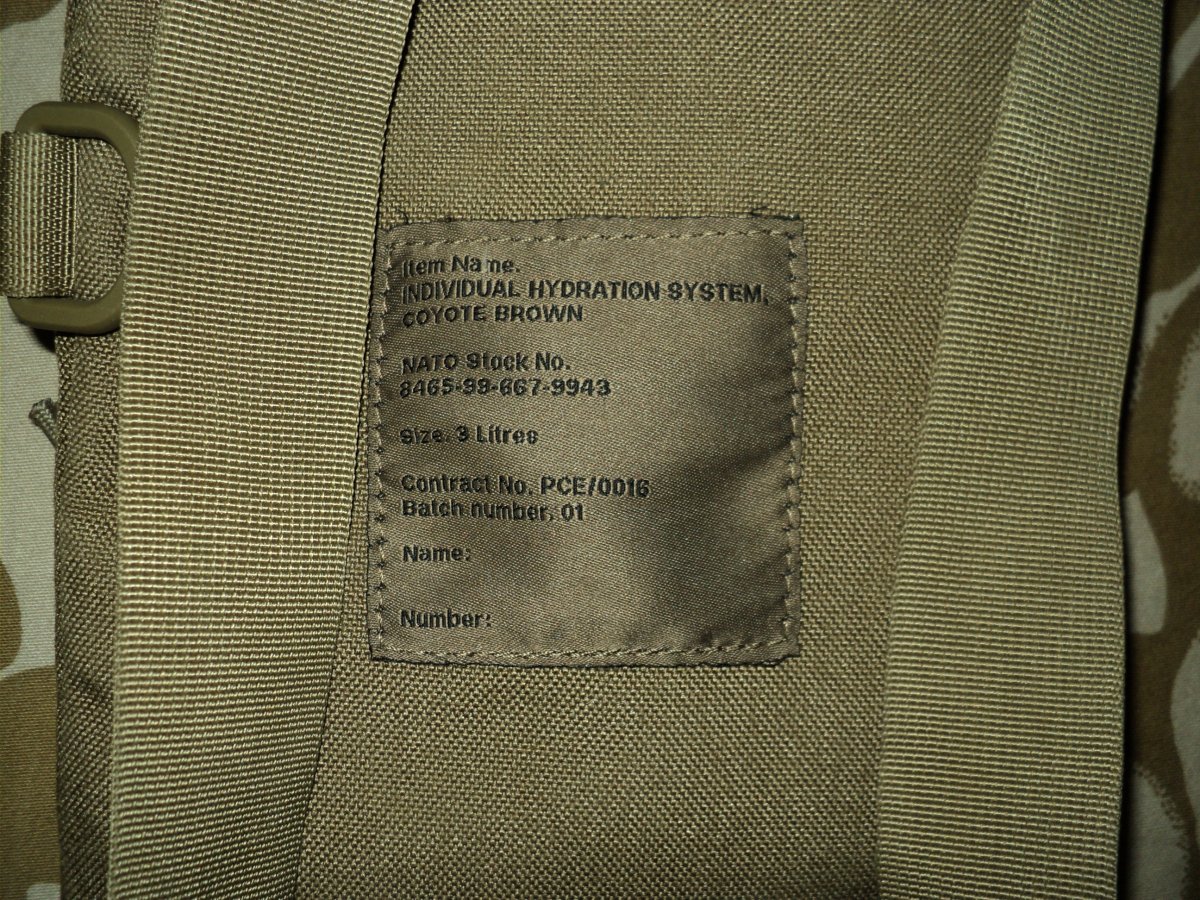 Item Name.
INDIVIDUAL HYDRATION SYSTEM,
COYOTE BROWN
NATO Stock No.
8465-99-667-9943
Size. 3 Litres
Contract No. PCE/0016
Batch number. 01
Name:
Number: